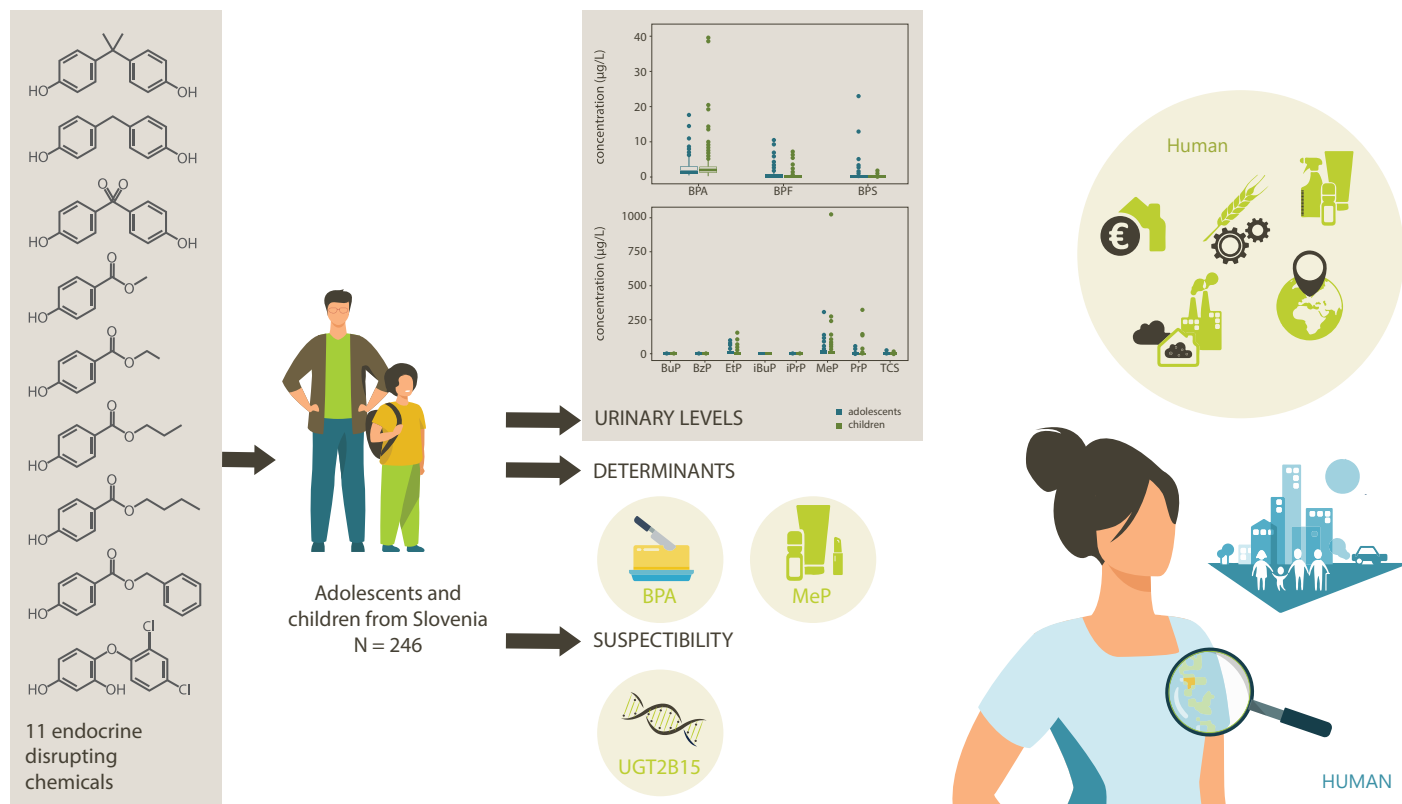 HO
OH
HO
OH
O
O
HO
OH
O
O
HO
O
O
HO
O
O
HO
O
O
HO
O
O
HO
Cl
O
HO
OH
Cl
11 endocrine
disrupting
chemicals
Adolescents and
children from Slovenia
N = 246
concentration (µg/L)
40
30
20
10
0
BPA
BPF
BPS
concentration (µg/L)
1000
750
500
250
0
BuP
BzP
EtP
iBuP
iPrP
MeP
PrP
TCS
URINARY LEVELS
adolescents
children
DETERMINANTS
BPA
MeP
SUSPECTIBILITY
UGT2B15
Human
€
HUMAN